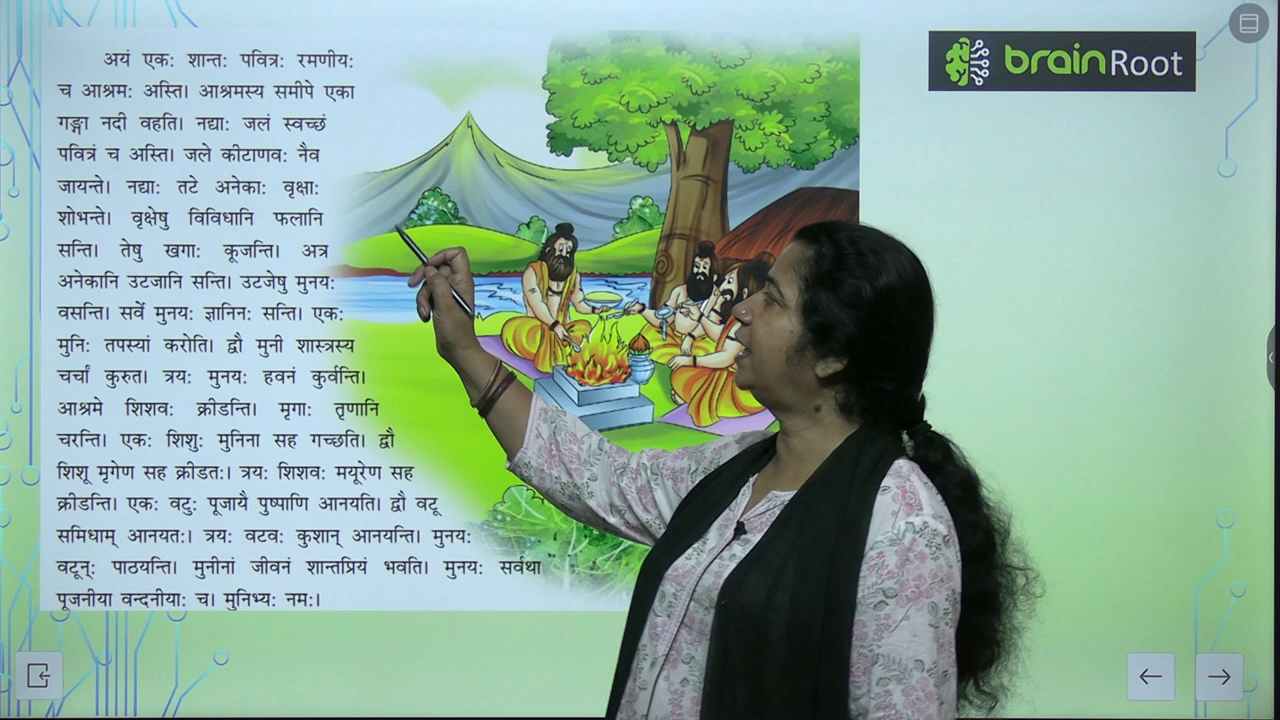 अयं एक: शान्त: पवित्र: रमणीय:
च आश्रम: अस्ति। आश्रमस्य समीपे एका
गङ्गा नदी वहति। नद्या: जलं स्वच्छं
पवित्रं च अस्ति। जले कीटाणव: नैव
जायन्ते। नद्या: तटे अनेका: वृक्षा:
शोभन्ते। वृक्षेषु विविधानि फलानि
सन्ति। तेषु खगा: कूजन्ति। अत्र
अनेकानि उटजानि सन्ति। उटजेषु मुनय:
वसन्ति। सर्वे मुनय: ज्ञानिन: सन्ति। एक:
मुनि: तपस्यां करोति। द्वौ मुनी शास्त्रस्य
चर्चां कुरुत। त्रय: मुनय: हवनं कुर्वन्ति।
आश्रमे शिशव: क्रीडन्ति। मृगा: तृणानि
चरन्ति। एक: शिशु: मुनिना सह गच्छति। द्वौ
शिशू मृगेण सह क्रीडत:। त्रय: शिशव: मयूरेण सह
क्रीडन्ति। एक: वटु: पूजायै पुष्पाणि आनयति। द्वौ वटू
समिधाम् आनयत:। त्रय: वटव: कुशान् आनयन्ति। मुनय:
वटून्: पाठयन्ति। मुनीनां जीवनं शान्तप्रियं भवति। मुनय: सर्वथा
पूजनीया वन्दनीया: च। मुनिभ्य: नम:।
brainRoot